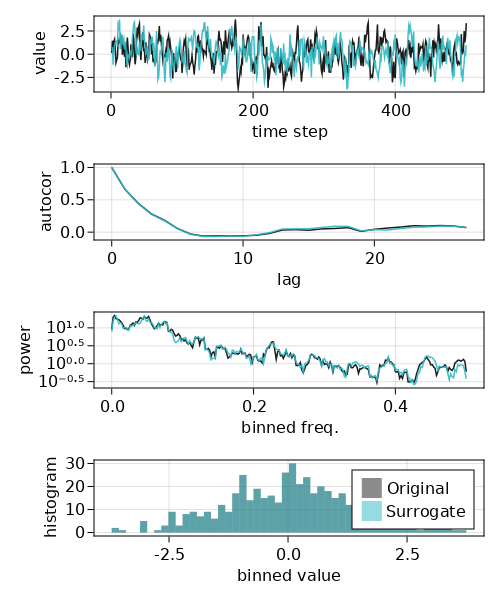 value
2.5
0.0
-2.5
0
200
400
time step
autocor
1.0
0.5
0.0
0
10
20
lag
power
10^1.0
10^0.5
10^0.0
10^-0.5
0.0
0.2
0.4
binned freq.
histogram
30
20
10
0
Original
Surrogate
-2.5
0.0
2.5
binned value